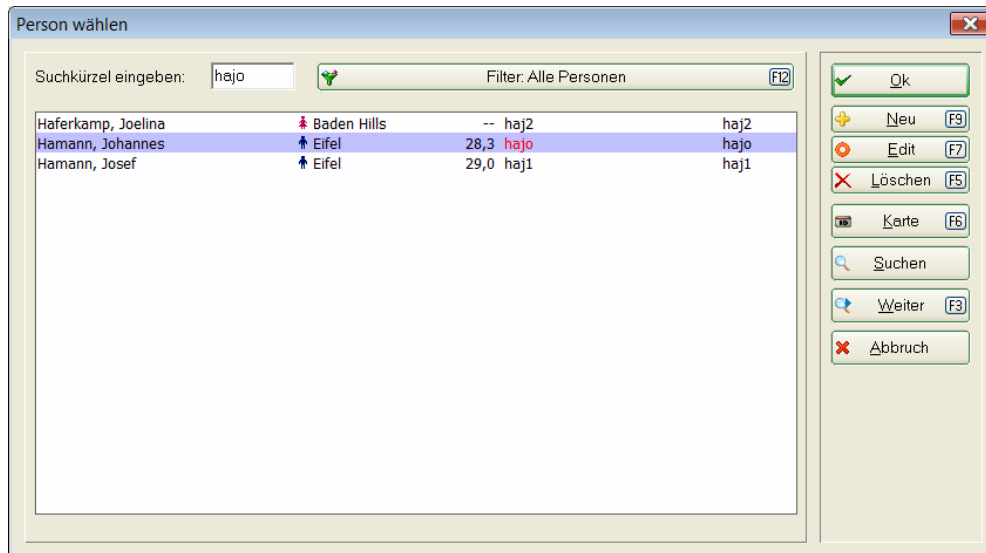 Person wählen
Suchkürzel eingeben: hajo Filter: Alle Personen F12
Haferkamp, Joelina Baden Hills -- haj2 haj2
Hamann, Johannes Eifel 28,3 hajo hajo
Hamann, Josef Eifel 29,0 haj1 haj1
Ok
Neu F9
Edit F7
Löschen F5
Karte F6
Suchen
Weiter F3
Abbruch